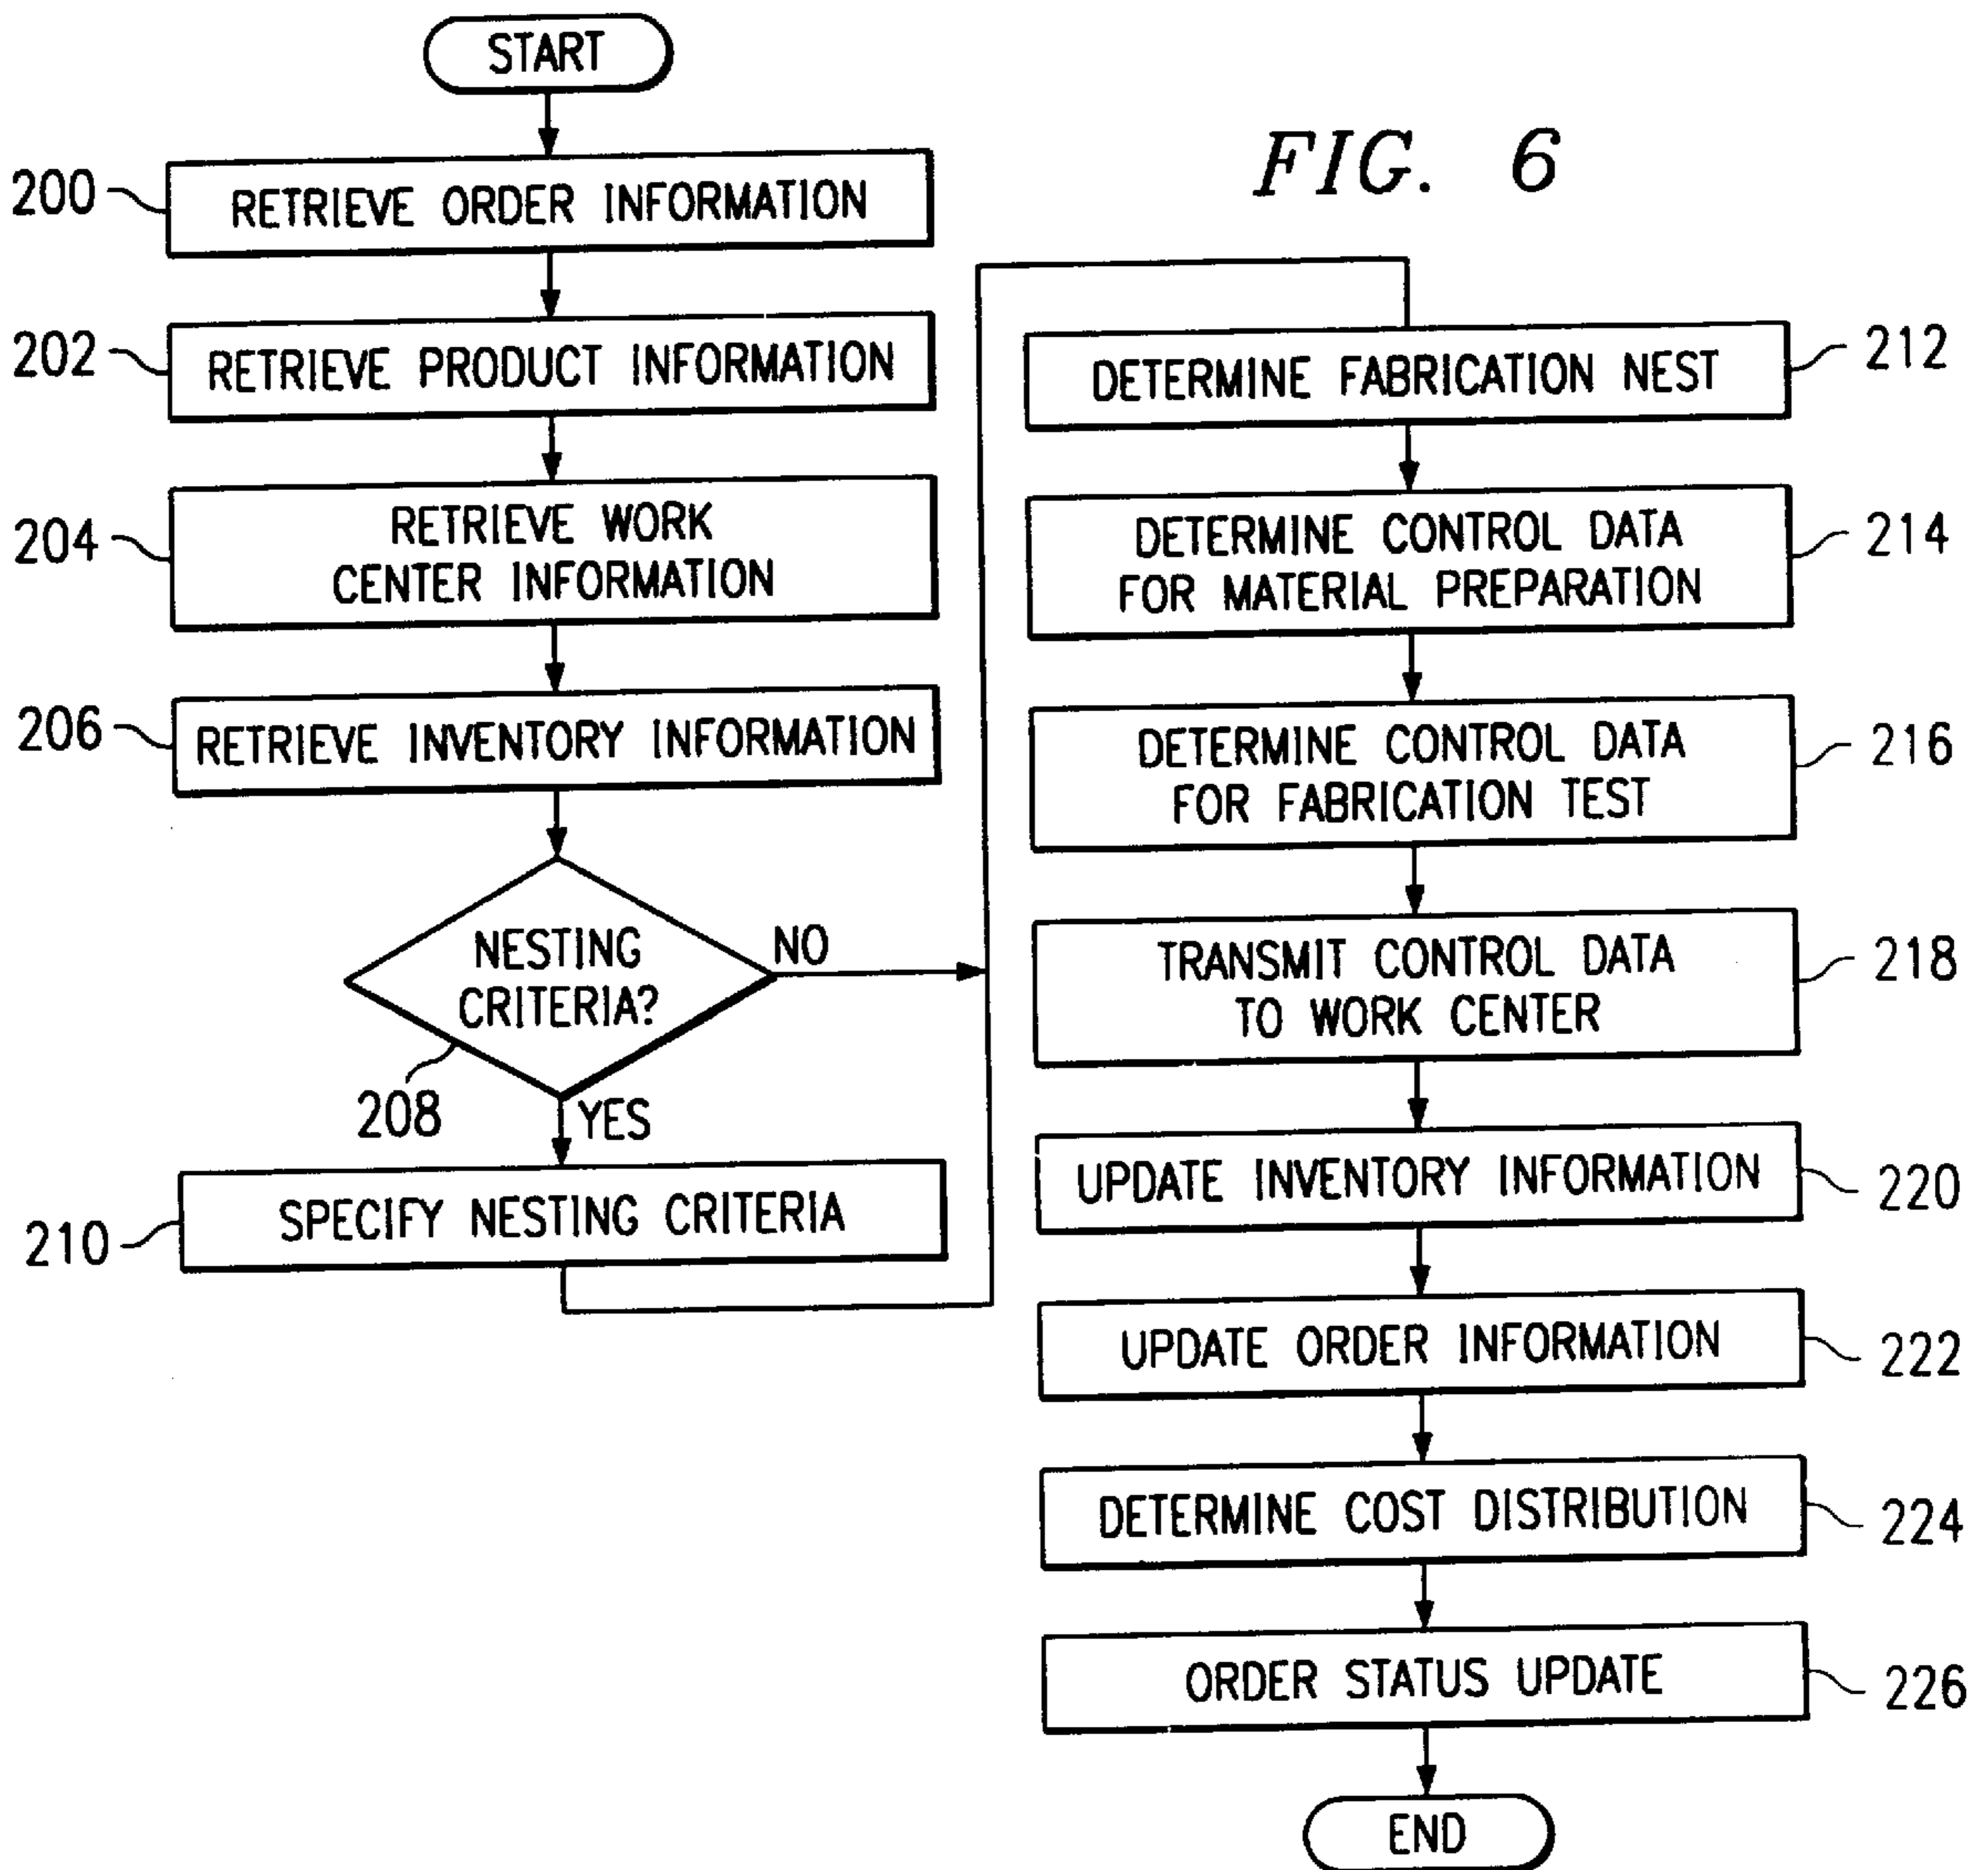 START
FIG. 6
200
RETRIEVE ORDER INFORMATION
202
RETRIEVE PRODUCT INFORMATION
204
RETRIEVE WORK
CENTER INFORMATION
206
RETRIEVE INVENTORY INFORMATION
NESTING
CRITERIA?
NO
208
YES
210
SPECIFY NESTING CRITERIA
DETERMINE FABRICATION NEST
212
DETERMINE CONTROL DATA
FOR MATERIAL PREPARATION
214
DETERMINE CONTROL DATA
FOR FABRICATION TEST
216
TRANSMIT CONTROL DATA
TO WORK CENTER
218
UPDATE INVENTORY INFORMATION
220
UPDATE ORDER INFORMATION
222
DETERMINE COST DISTRIBUTION
224
ORDER STATUS UPDATE
226
END